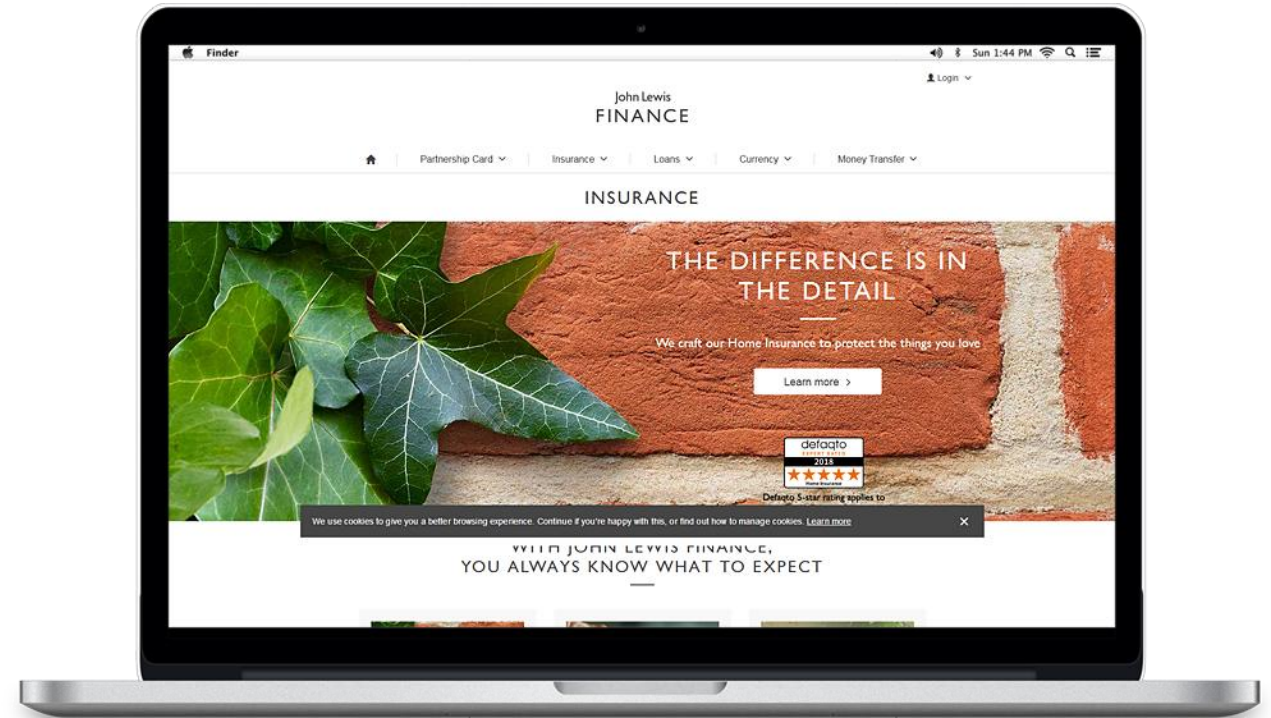 Finder
Sun 1:44 PM
Login
John Lewis
FINANCE
Partnership Card
Insurance
Loans
Currency
Money Transfer
INSURANCE
THE DIFFERENCE IS IN
THE DETAIL
We craft our Home Insurance to protect the things you love
Learn more >
defaqto
EXPERT RATED
2018
Home Insurance
Defaqto 5-star rating applies to
We use cookies to give you a better browsing experience. Continue if you're happy with this, or find out how to manage cookies. Learn more
WITH JOHN LEWIS FINANCE,
YOU ALWAYS KNOW WHAT TO EXPECT